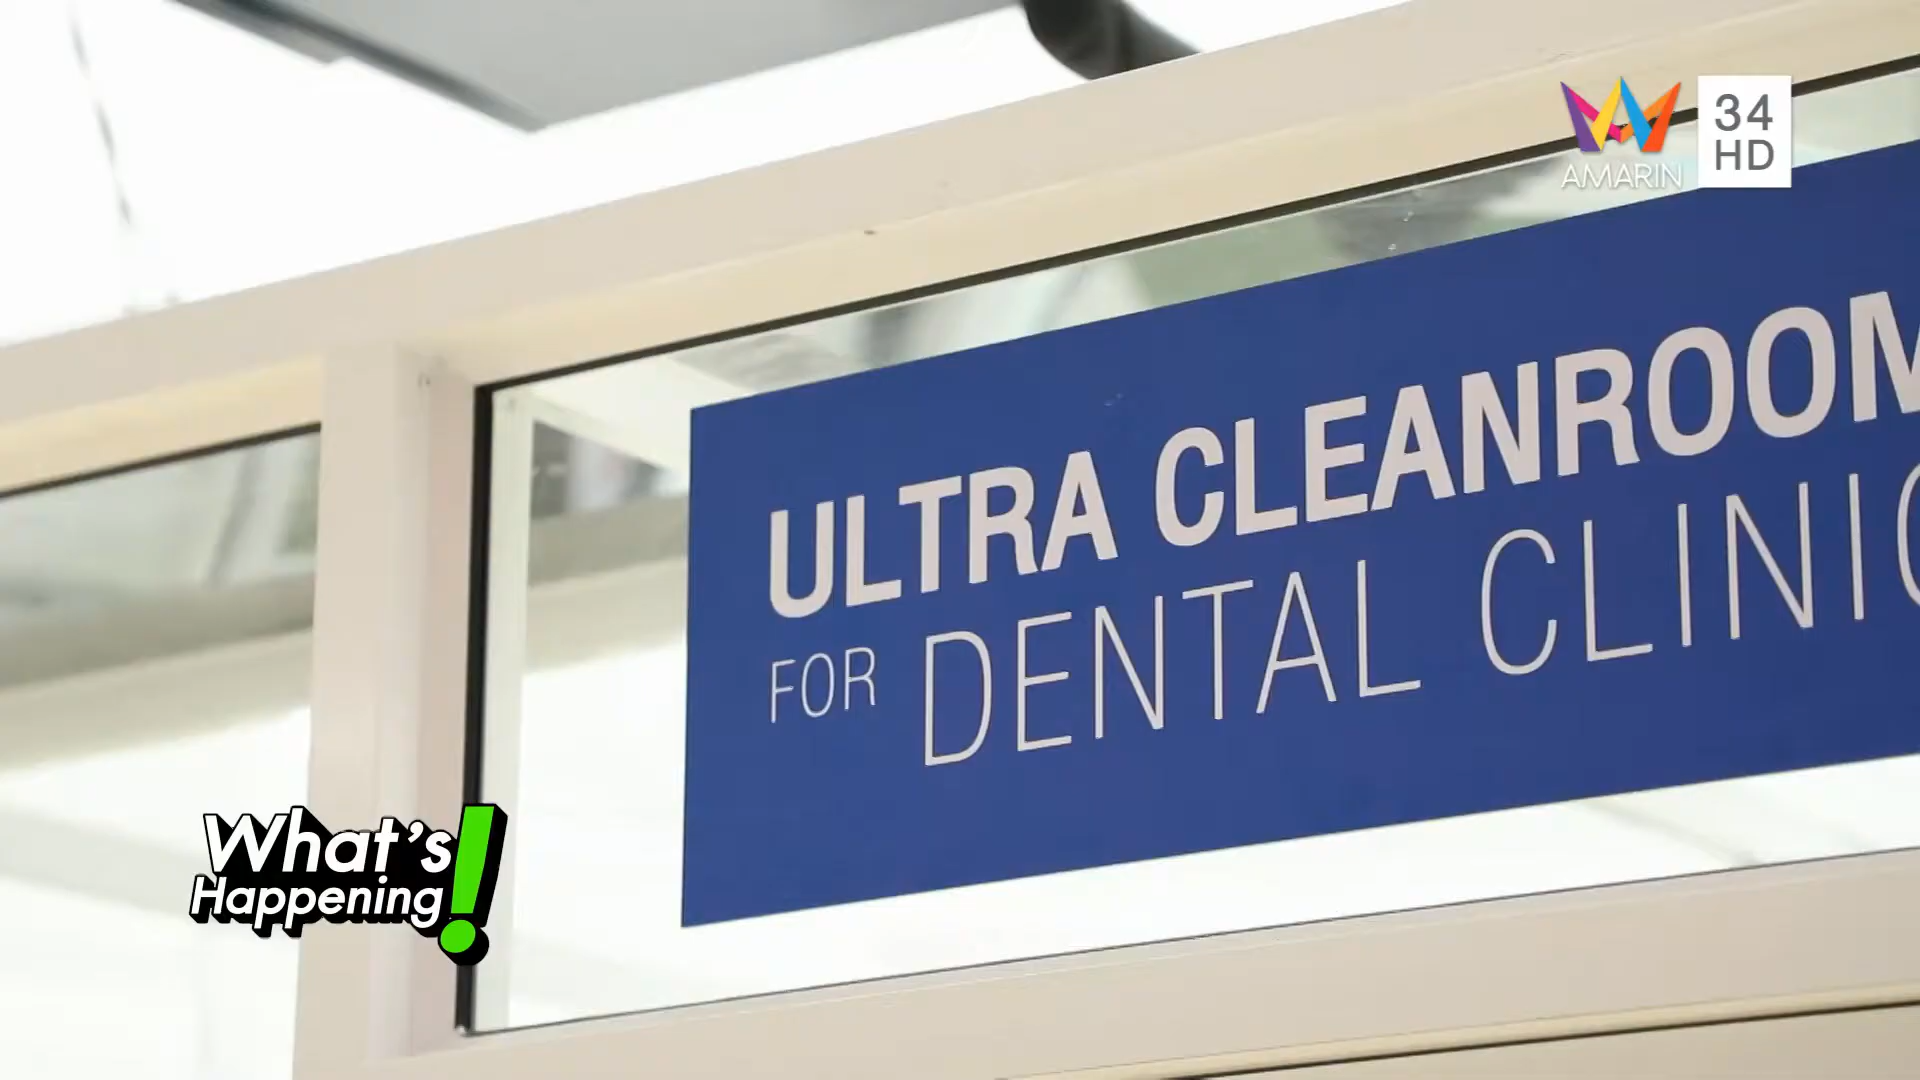 AMARIN
34
HD
ULTRA CLEANROOM
FOR DENTAL CLINIC
What's
Happening!